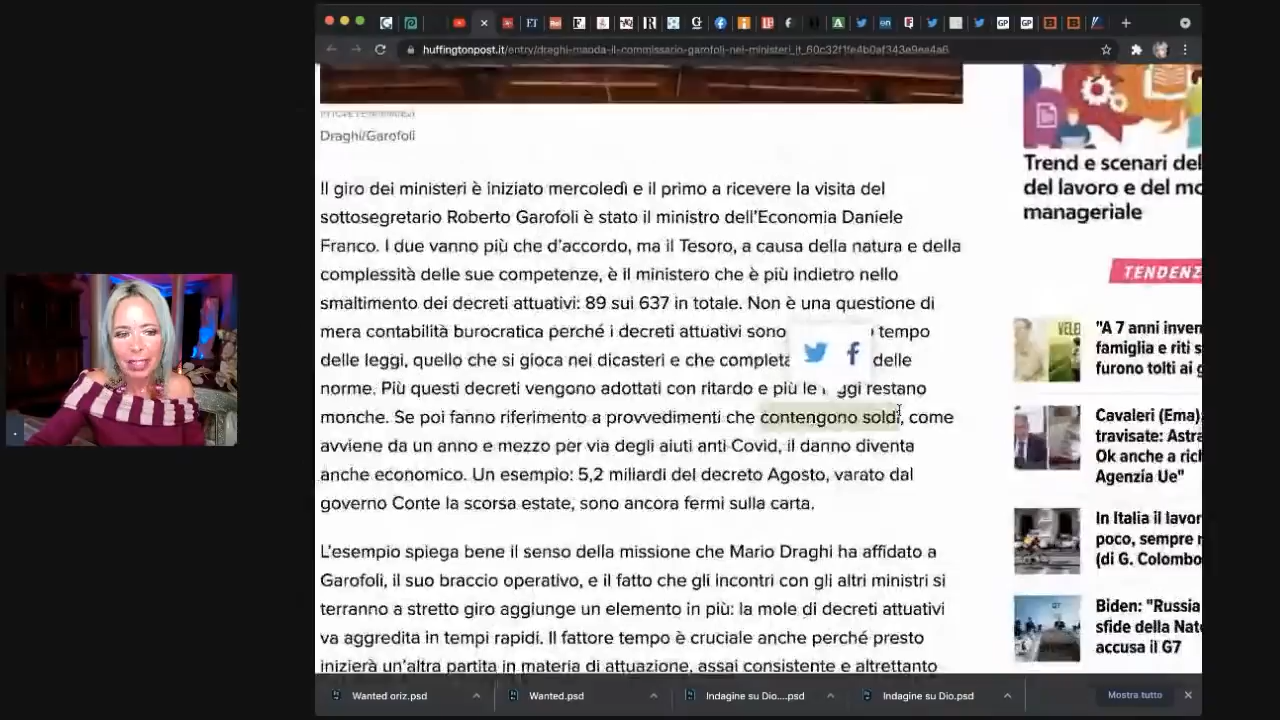 huffingtonpost.it/entry/draghi-manda-il-commissario-garofoli-nei-ministeri_it_60c32f1fe4b0af343e9ea4a6
Draghi/Garofoli
Il giro dei ministeri è iniziato mercoledì e il primo a ricevere la visita del
sottosegretario Roberto Garofoli è stato il ministro dell'Economia Daniele
Franco. I due vanno più che d'accordo, ma il Tesoro, a causa della natura e della
complessità delle sue competenze, è il ministero che è più indietro nello
smaltimento dei decreti attuativi: 89 sui 637 in totale. Non è una questione di
mera contabilità burocratica perché i decreti attuativi sono tempo
delle leggi, quello che si gioca nei dicasteri e che completa delle
norme. Più questi decreti vengono adottati con ritardo e più le restano
monche. Se poi fanno riferimento a provvedimenti che contengono soldi, come
avviene da un anno e mezzo per via degli aiuti anti Covid, il danno diventa
anche economico. Un esempio: 5,2 miliardi del decreto Agosto, varato dal
governo Conte la scorsa estate, sono ancora fermi sulla carta.
L'esempio spiega bene il senso della missione che Mario Draghi ha affidato a
Garofoli, il suo braccio operativo, e il fatto che gli incontri con gli altri ministri si
terranno a stretto giro aggiunge un elemento in più: la mole di decreti attuativi
va aggredita in tempi rapidi. Il fattore tempo è cruciale anche perché presto
inizierà un'altra partita in materia di attuazione, assai consistente e altrettanto
Trend e scenari del
del lavoro e del mo
manageriale
TENDENZ
"A 7 anni inven
famiglia e riti s
furono tolti ai g
Cavaleri (Ema)
travisate: Astra
Ok anche a rich
Agenzia Ue"
In Italia il lavor
poco, sempre r
(di G. Colombo
Biden: "Russia
sfide della Nato
accusa il G7
Wanted oriz.psd
Wanted.psd
Indagine su Dio....psd
Indagine su Dio.psd
Mostra tutto